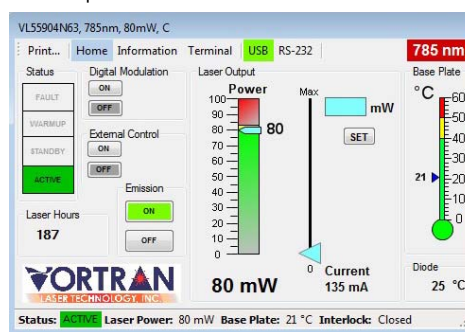 VL55904N63, 785nm, 80mW, C
Print... Home Information Terminal USB RS-232 785 nm
Status
FAULT
WARMUP
STANDBY
ACTIVE
Digital Modulation
ON
OFF
External Control
ON
OFF
Emission
ON
OFF
Laser Hours
187
VORTRAN
LASER TECHNOLOGY, INC.
Laser Output
Power
100
90
80
70
60
50
40
30
20
10
0
80
80 mW
Max
0
mW
SET
Current
135 mA
Base Plate
°C
60
50
40
30
20
10
0
21
Diode
25 °C
Status: ACTIVE Laser Power: 80 mW Base Plate: 21 °C Interlock: Closed